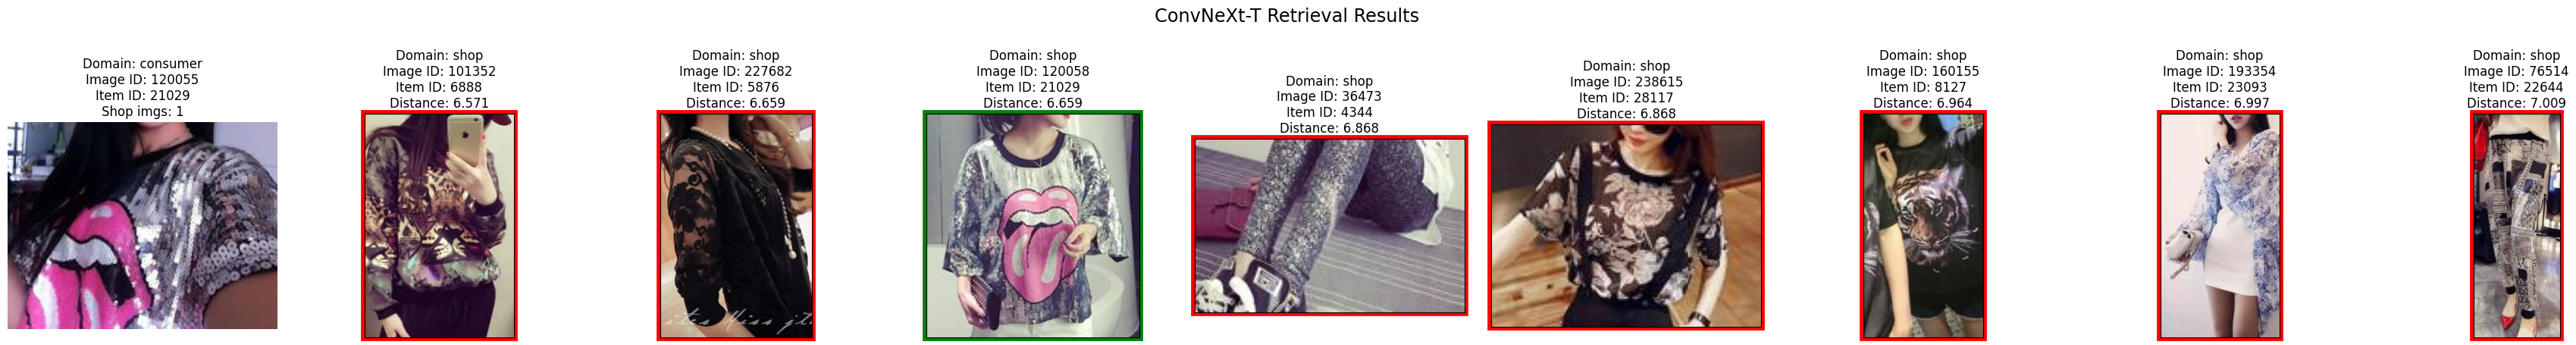 ConvNeXt-T Retrieval Results
Domain: consumer
Image ID: 120055
Item ID: 21029
Shop imgs: 1
Domain: shop
Image ID: 101352
Item ID: 6888
Distance: 6.571
Domain: shop
Image ID: 227682
Item ID: 5876
Distance: 6.659
Domain: shop
Image ID: 120058
Item ID: 21029
Distance: 6.659
Domain: shop
Image ID: 36473
Item ID: 4344
Distance: 6.868
Domain: shop
Image ID: 238615
Item ID: 28117
Distance: 6.868
Domain: shop
Image ID: 160155
Item ID: 8127
Distance: 6.964
Domain: shop
Image ID: 193354
Item ID: 23093
Distance: 6.997
Domain: shop
Image ID: 76514
Item ID: 22644
Distance: 7.009